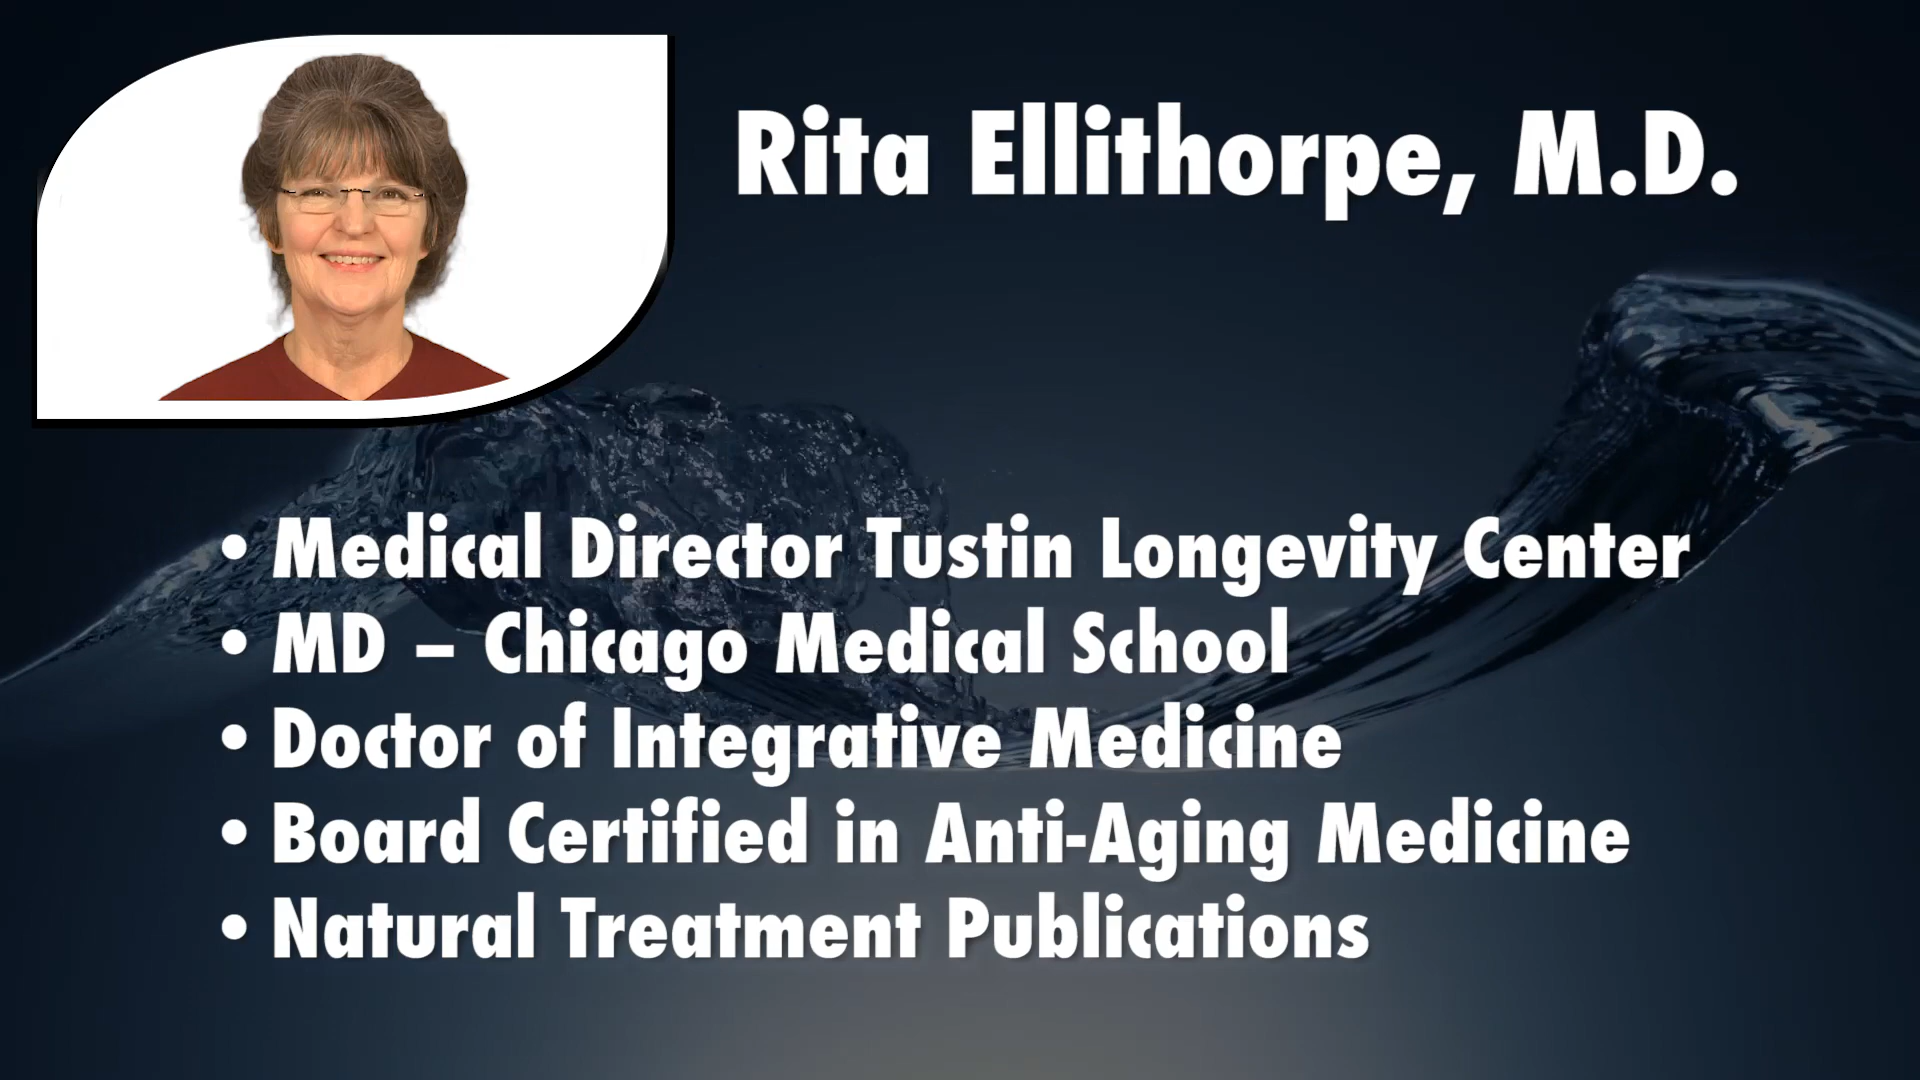 Rita Ellithorpe, M.D.
• Medical Director Tustin Longevity Center
• MD – Chicago Medical School
• Doctor of Integrative Medicine
• Board Certified in Anti-Aging Medicine
• Natural Treatment Publications